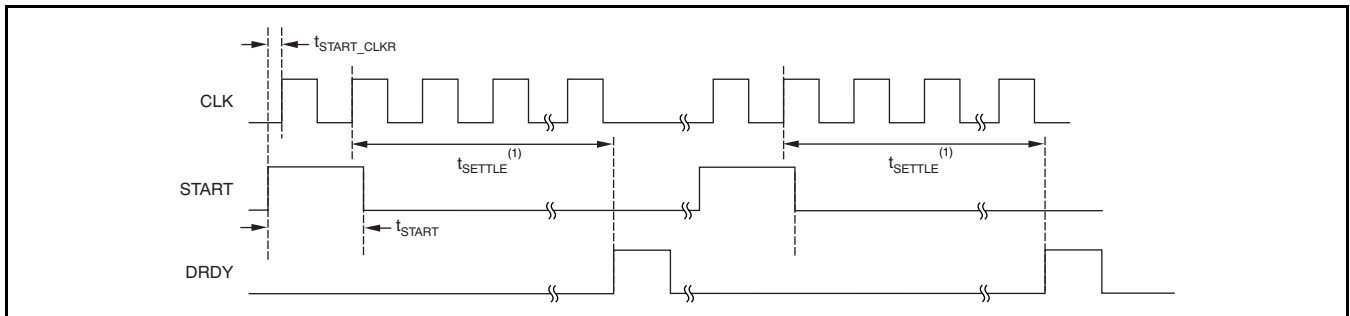 tSTART_CLKR
CLK
tSETTLE(1)
tSETTLE(1)
START
tSTART
DRDY